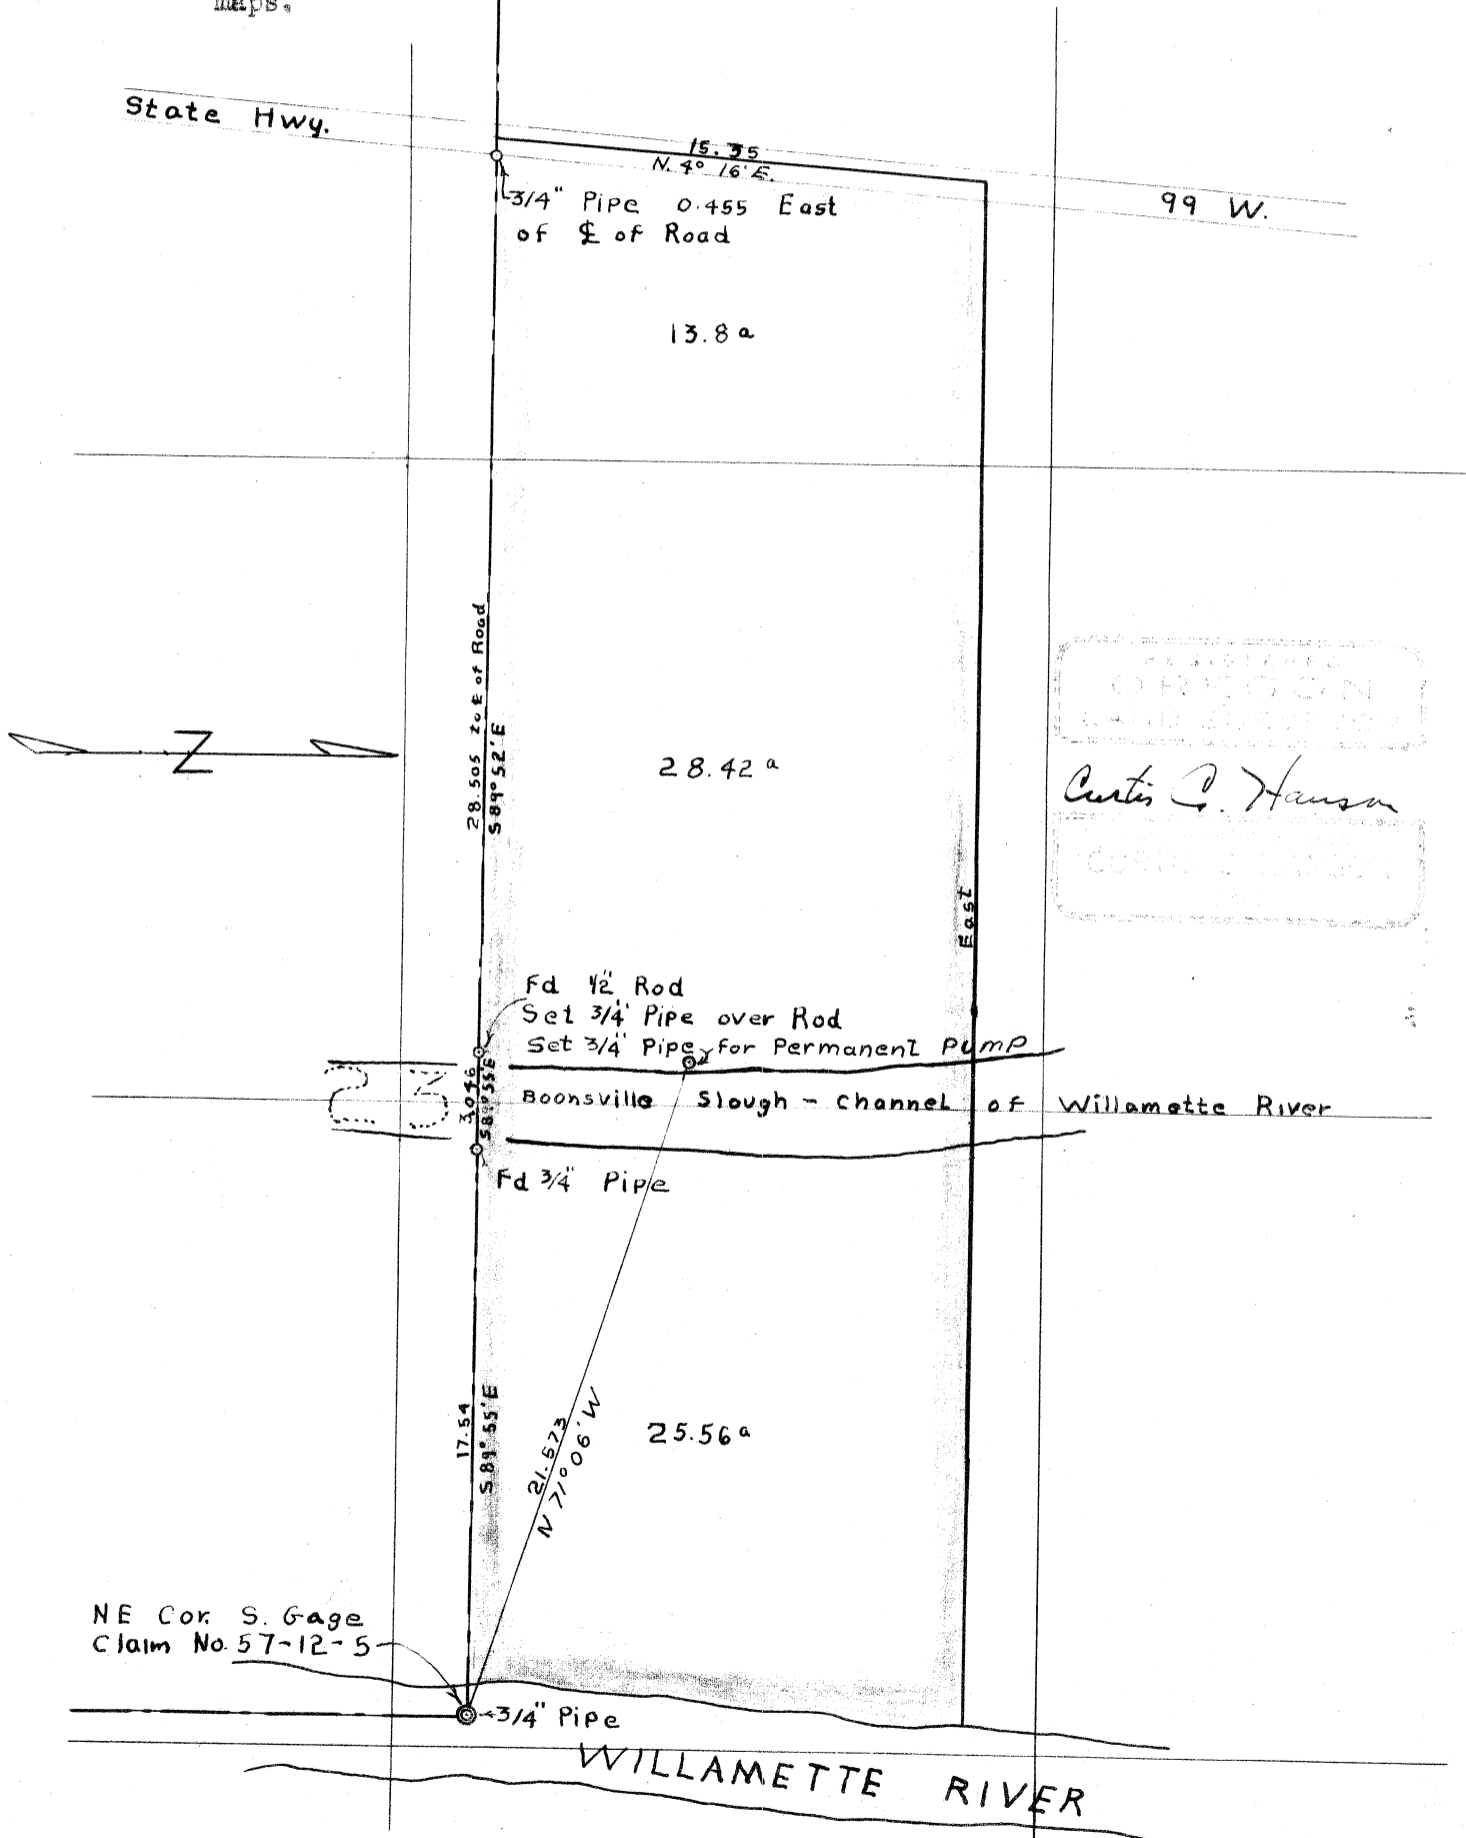 maps.
State Hwy.
15.35
N. 4° 16' E.
99 W.
3/4" Pipe 0.455 East
of ℄ of Road
13.8 a
28.505 to ℄ of Road
S 89° 52' E
Z
28.42 a
OREGON
Curtis C. Hanson
East
Fd 1/2" Rod
Set 3/4" Pipe over Rod
Set 3/4" Pipe for Permanent Pump
23
3.046
S 89° 55' E
Boonsville Slough - Channel of Willamette River
Fd 3/4" Pipe
17.54
S 89° 55' E
21.573
N 71° 06' W
25.56 a
NE Cor. S. Gage
Claim No. 57-12-5
3/4" Pipe
WILLAMETTE RIVER